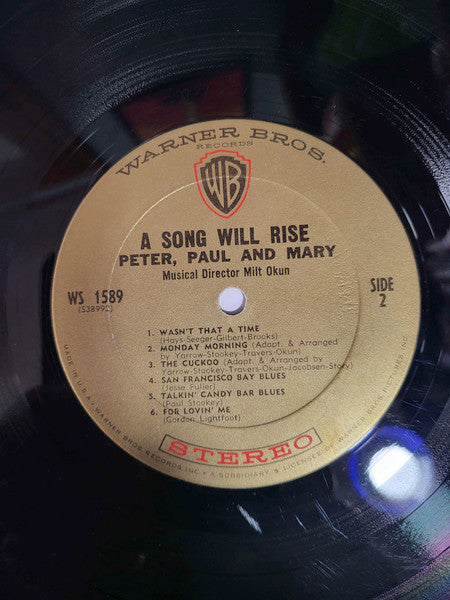 WARNER BROS.
RECORDS
WB
A SONG WILL RISE
PETER, PAUL AND MARY
Musical Director Milt Okun
WS 1589
SIDE
2
1. WASN'T THAT A TIME
(Hays-Seeger-Gilbert-Brooks)
2. MONDAY MORNING (Adapt. & Arranged
by Yarrow-Stookey-Travers-Okun)
3. THE CUCKOO (Adapt. & Arranged by
Yarrow-Stookey-Travers-Okun-Jacobsen-Story)
4. SAN FRANCISCO BAY BLUES
(Jesse Fuller)
5. TALKIN' CANDY BAR BLUES
(Paul Stookey)
6. FOR LOVIN' ME
(Gordon Lightfoot)
STEREO
MADE IN U.S.A. • WARNER BROS. RECORDS, INC. • A SUBSIDIARY & LICENSEE OF WARNER BROS. PICTURES